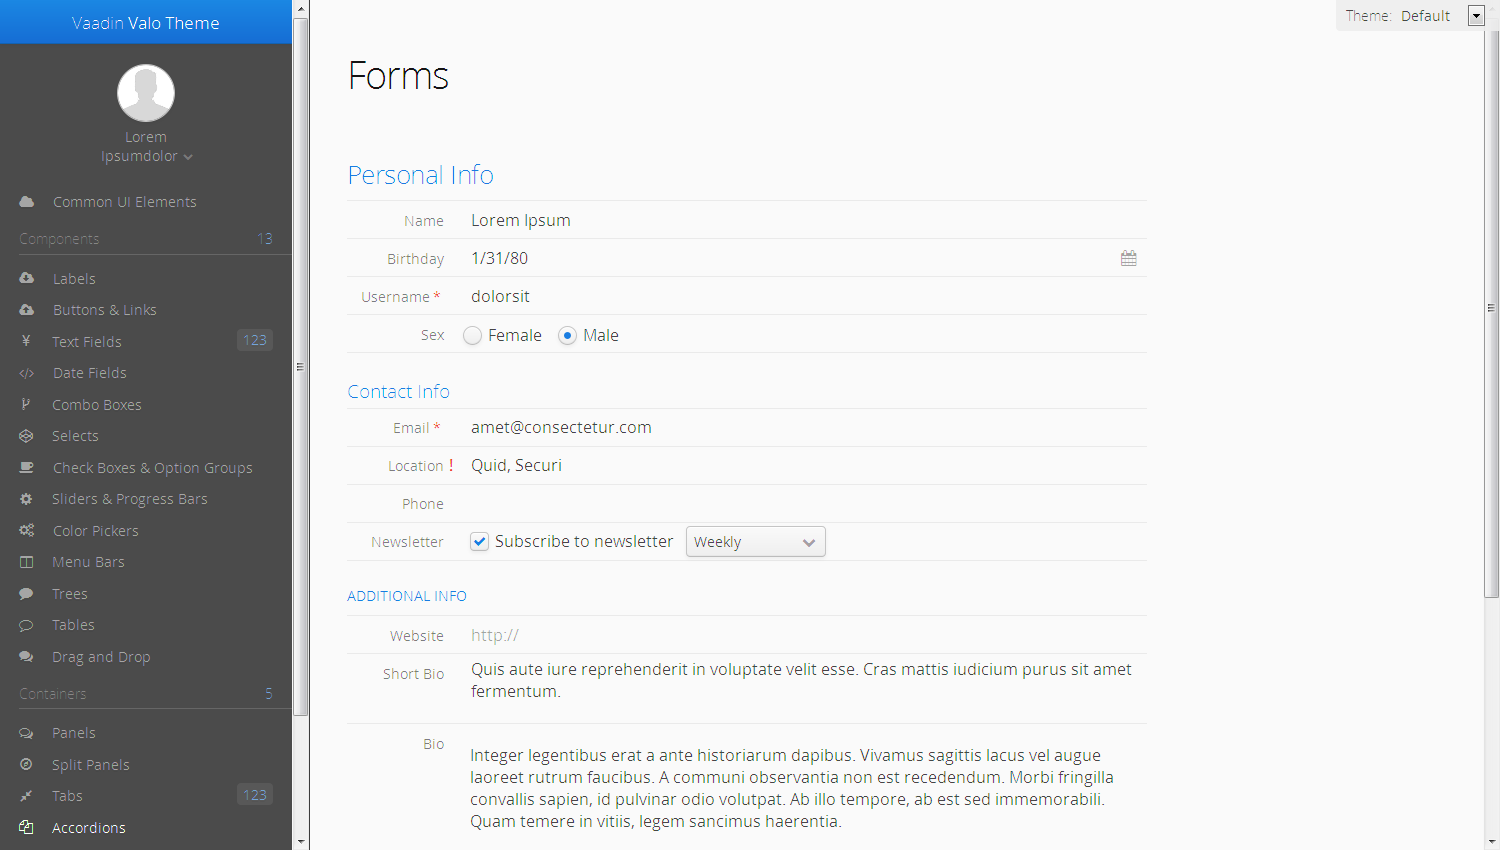 Vaadin Valo Theme
Lorem
Ipsumdolor
Common UI Elements
Components 13
Labels
Buttons & Links
Text Fields 123
Date Fields
Combo Boxes
Selects
Check Boxes & Option Groups
Sliders & Progress Bars
Color Pickers
Menu Bars
Trees
Tables
Drag and Drop
Containers 5
Panels
Split Panels
Tabs 123
Accordions
Theme: Default
Forms
Personal Info
Name Lorem Ipsum
Birthday 1/31/80
Username * dolorsit
Sex Female Male
Contact Info
Email * amet@consectetur.com
Location ! Quid, Securi
Phone
Newsletter Subscribe to newsletter Weekly
ADDITIONAL INFO
Website http://
Short Bio Quis aute iure reprehenderit in voluptate velit esse. Cras mattis iudicium purus sit amet
fermentum.
Bio
Integer legentibus erat a ante historiarum dapibus. Vivamus sagittis lacus vel augue
laoreet rutrum faucibus. A communi observantia non est recedendum. Morbi fringilla
convallis sapien, id pulvinar odio volutpat. Ab illo tempore, ab est sed immemorabili.
Quam temere in vitiis, legem sancimus haerentia.